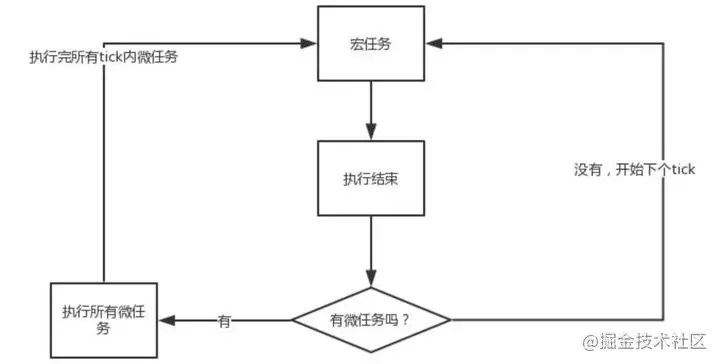 宏任务
执行完所有tick内微任务
执行结束
没有，开始下个tick
执行所有微任
务
有
有微任务吗？
@掘金技术社区